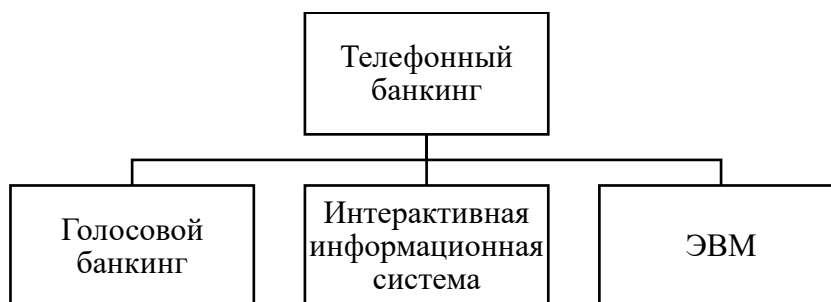 Телефонный
банкинг
Голосовой
банкинг
Интерактивная
информационная
система
ЭВМ